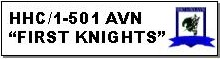 HHC/1-501 AVN
“FIRST KNIGHTS”